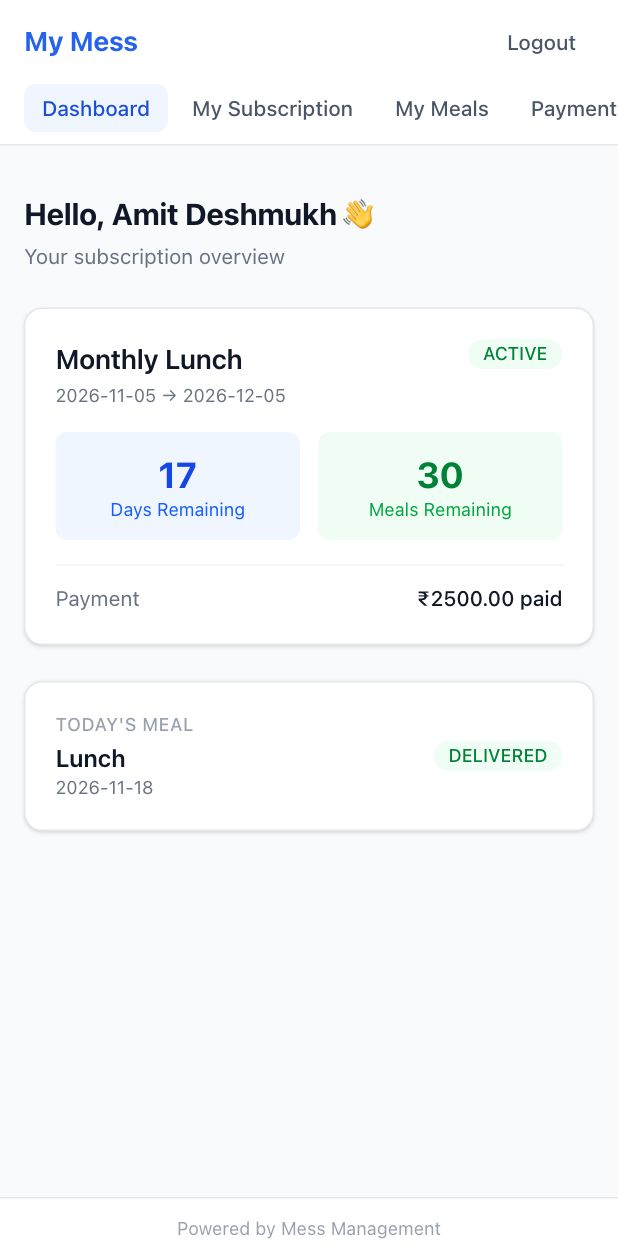 My Mess
Logout
Dashboard
My Subscription
My Meals
Payment
Hello, Amit Deshmukh 👋
Your subscription overview
Monthly Lunch
ACTIVE
2026-11-05 → 2026-12-05
17
Days Remaining
30
Meals Remaining
Payment
₹2500.00 paid
TODAY'S MEAL
Lunch
DELIVERED
2026-11-18
Powered by Mess Management